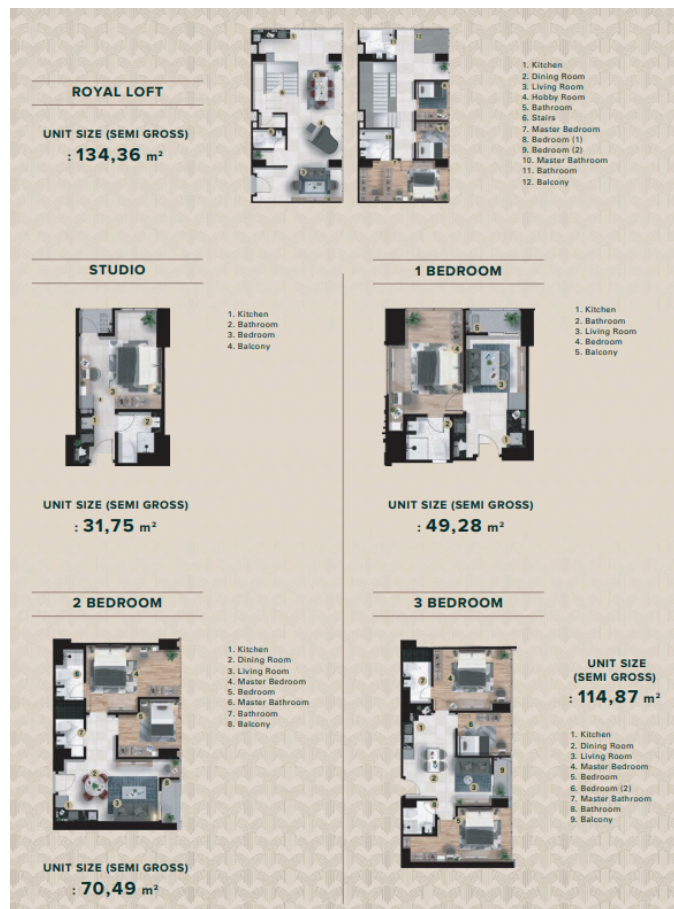 ROYAL LOFT
UNIT SIZE (SEMI GROSS)
: 134,36 m²
1. Kitchen
2. Dining Room
3. Living Room
4. Hobby Room
5. Bathroom
6. Stairs
7. Master Bedroom
8. Bedroom (1)
9. Bedroom (2)
10. Master Bathroom
11. Bathroom
12. Balcony
STUDIO
1. Kitchen
2. Bathroom
3. Bedroom
4. Balcony
UNIT SIZE (SEMI GROSS)
: 31,75 m²
1 BEDROOM
1. Kitchen
2. Bathroom
3. Living Room
4. Bedroom
5. Balcony
UNIT SIZE (SEMI GROSS)
: 49,28 m²
2 BEDROOM
1. Kitchen
2. Dining Room
3. Living Room
4. Master Bedroom
5. Bedroom
6. Master Bathroom
7. Bathroom
8. Balcony
UNIT SIZE (SEMI GROSS)
: 70,49 m²
3 BEDROOM
UNIT SIZE
(SEMI GROSS)
: 114,87 m²
1. Kitchen
2. Dining Room
3. Living Room
4. Master Bedroom
5. Bedroom
6. Bedroom (2)
7. Master Bathroom
8. Bathroom
9. Balcony